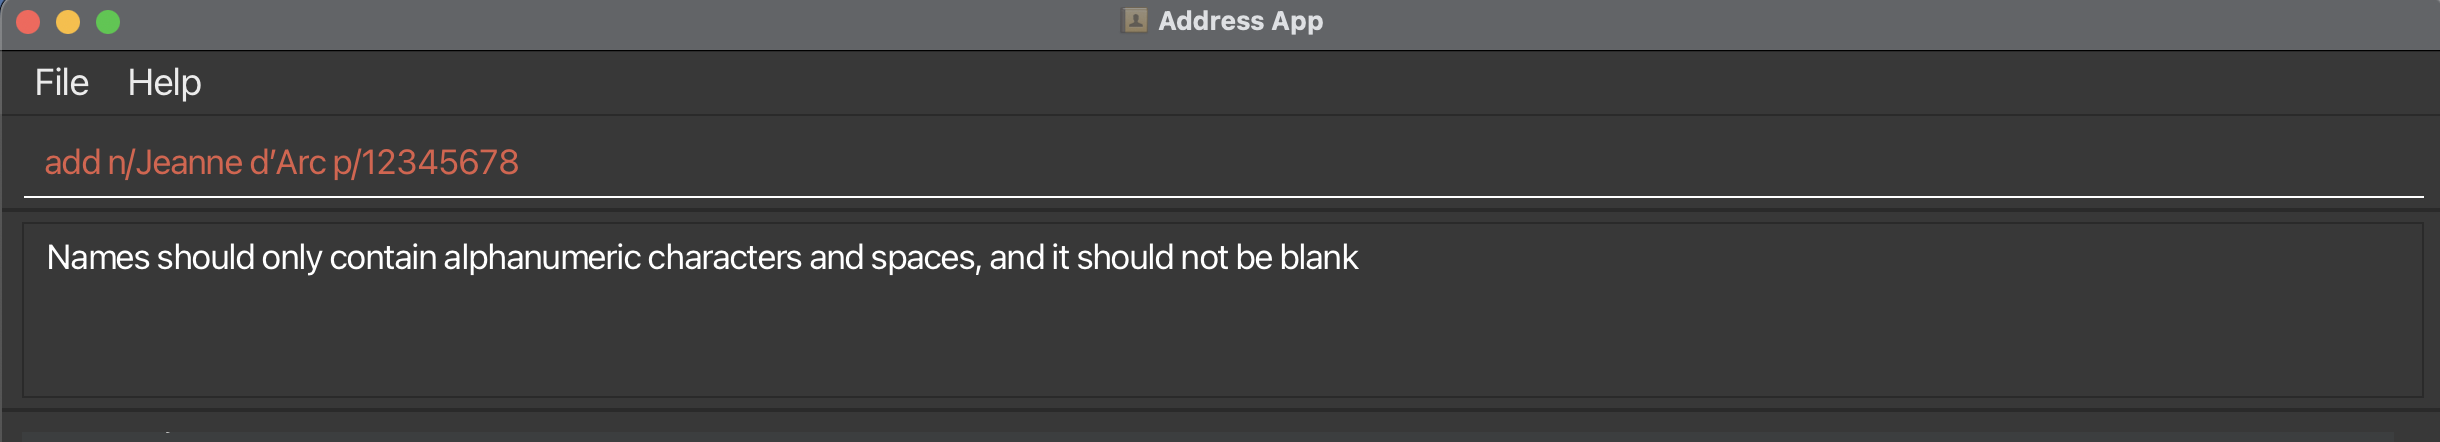 Address App
File Help
add n/Jeanne d’Arc p/12345678
Names should only contain alphanumeric characters and spaces, and it should not be blank